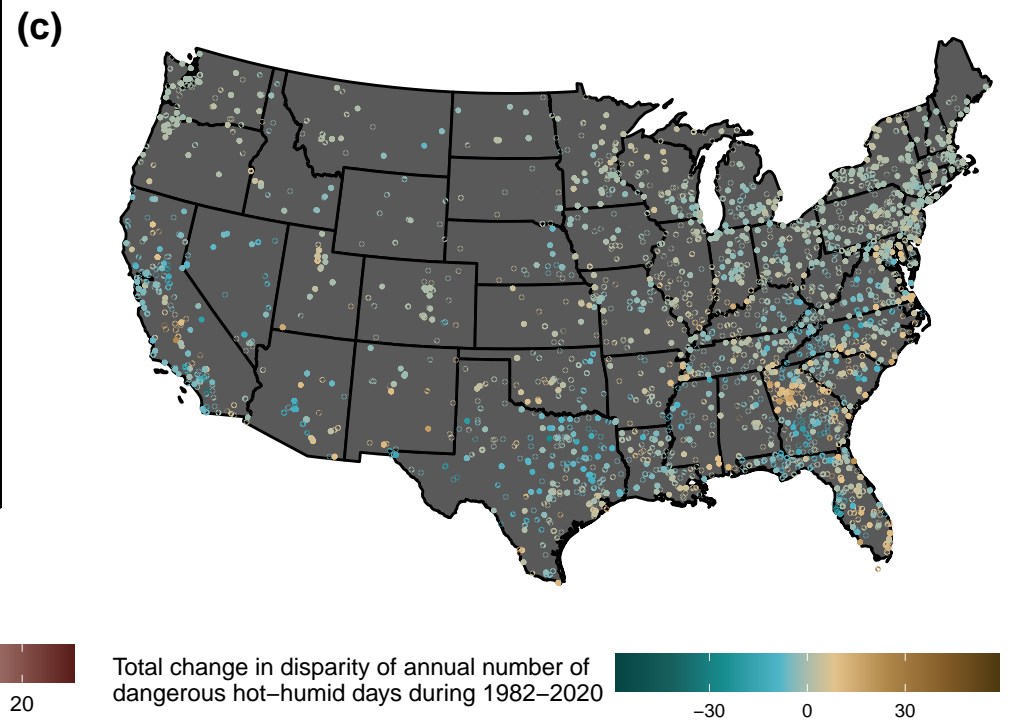 (c)
20
Total change in disparity of annual number of
dangerous hot−humid days during 1982−2020
−30 0 30